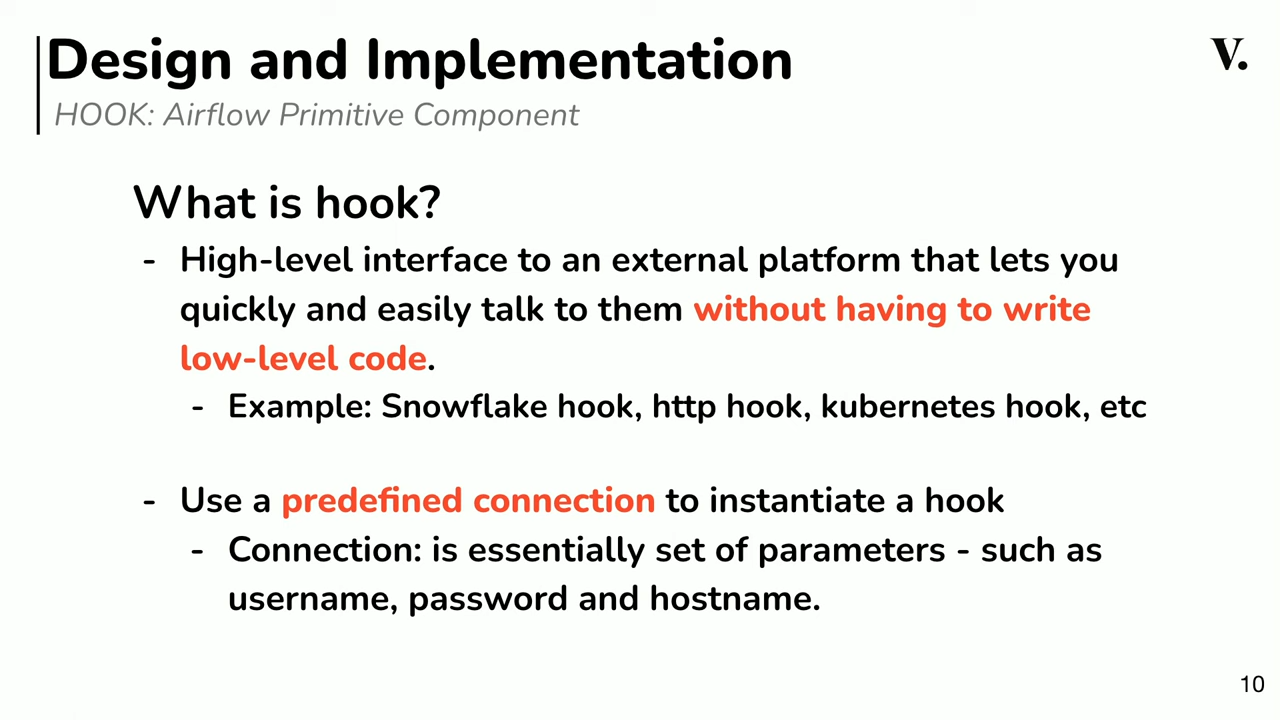 Design and Implementation
V.
HOOK: Airflow Primitive Component
What is hook?
- High-level interface to an external platform that lets you
quickly and easily talk to them without having to write
low-level code.
- Example: Snowflake hook, http hook, kubernetes hook, etc
- Use a predefined connection to instantiate a hook
- Connection: is essentially set of parameters - such as
username, password and hostname.
10